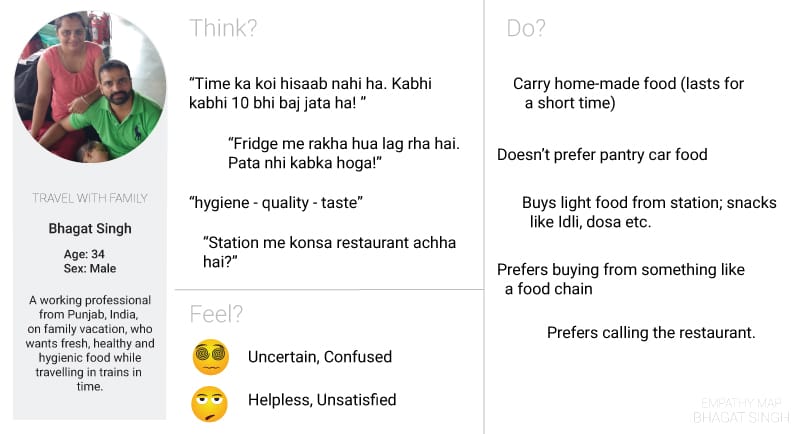 TRAVEL WITH FAMILY
Bhagat Singh
Age: 34
Sex: Male
A working professional
from Punjab, India,
on family vacation, who
wants fresh, healthy and
hygienic food while
travelling in trains in
time.
Think?
“Time ka koi hisaab nahi ha. Kabhi
kabhi 10 bhi baj jata ha! ”
“Fridge me rakha hua lag rha hai.
Pata nhi kabka hoga!”
“hygiene - quality - taste”
“Station me konsa restaurant achha
hai?”
Feel?
Uncertain, Confused
Helpless, Unsatisfied
Do?
Carry home-made food (lasts for
a short time)
Doesn’t prefer pantry car food
Buys light food from station; snacks
like Idli, dosa etc.
Prefers buying from something like
a food chain
Prefers calling the restaurant.
EMPATHY MAP
BHAGAT SINGH